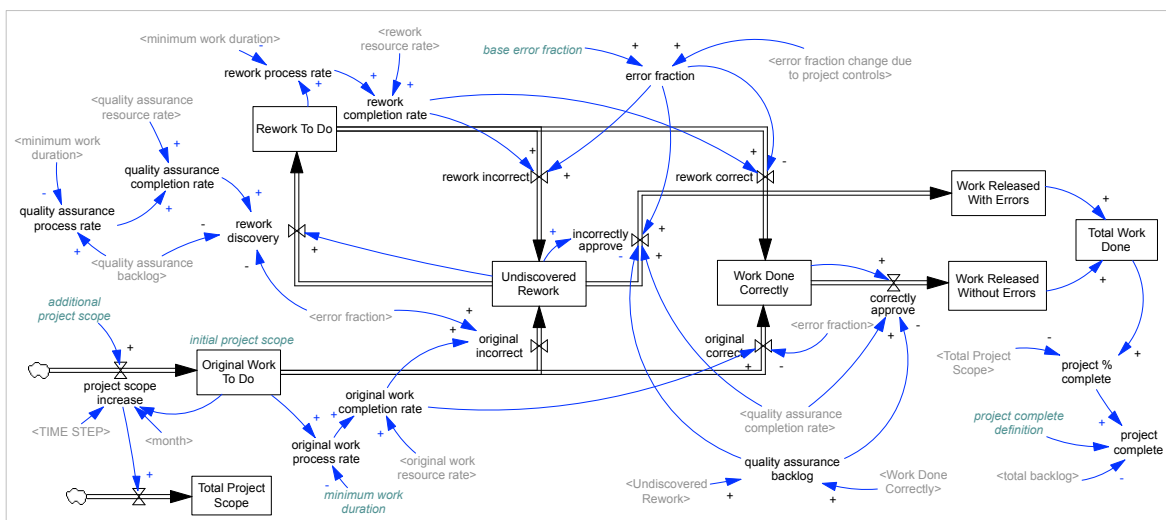 <minimum work duration>
<rework
resource rate>
base error fraction
<error fraction change due
to project controls>
rework process rate
error fraction
rework
completion rate
<quality assurance
resource rate>
Rework To Do
<minimum work
duration>
quality assurance
completion rate
rework incorrect
rework correct
Work Released
With Errors
quality assurance
process rate
rework
discovery
incorrectly
approve
Total Work
Done
<quality assurance
backlog>
Undiscovered
Rework
Work Done
Correctly
Work Released
Without Errors
correctly
approve
additional
project scope
<error fraction>
<error fraction>
initial project scope
original
incorrect
original
correct
Original Work
To Do
<Total Project
Scope>
project %
complete
project scope
increase
original work
completion rate
<TIME STEP>
<month>
<quality assurance
completion rate>
project complete
definition
project
complete
original work
process rate
<original work
resource rate>
quality assurance
backlog
<total backlog>
Total Project
Scope
minimum work
duration
<Undiscovered
Rework>
<Work Done
Correctly>